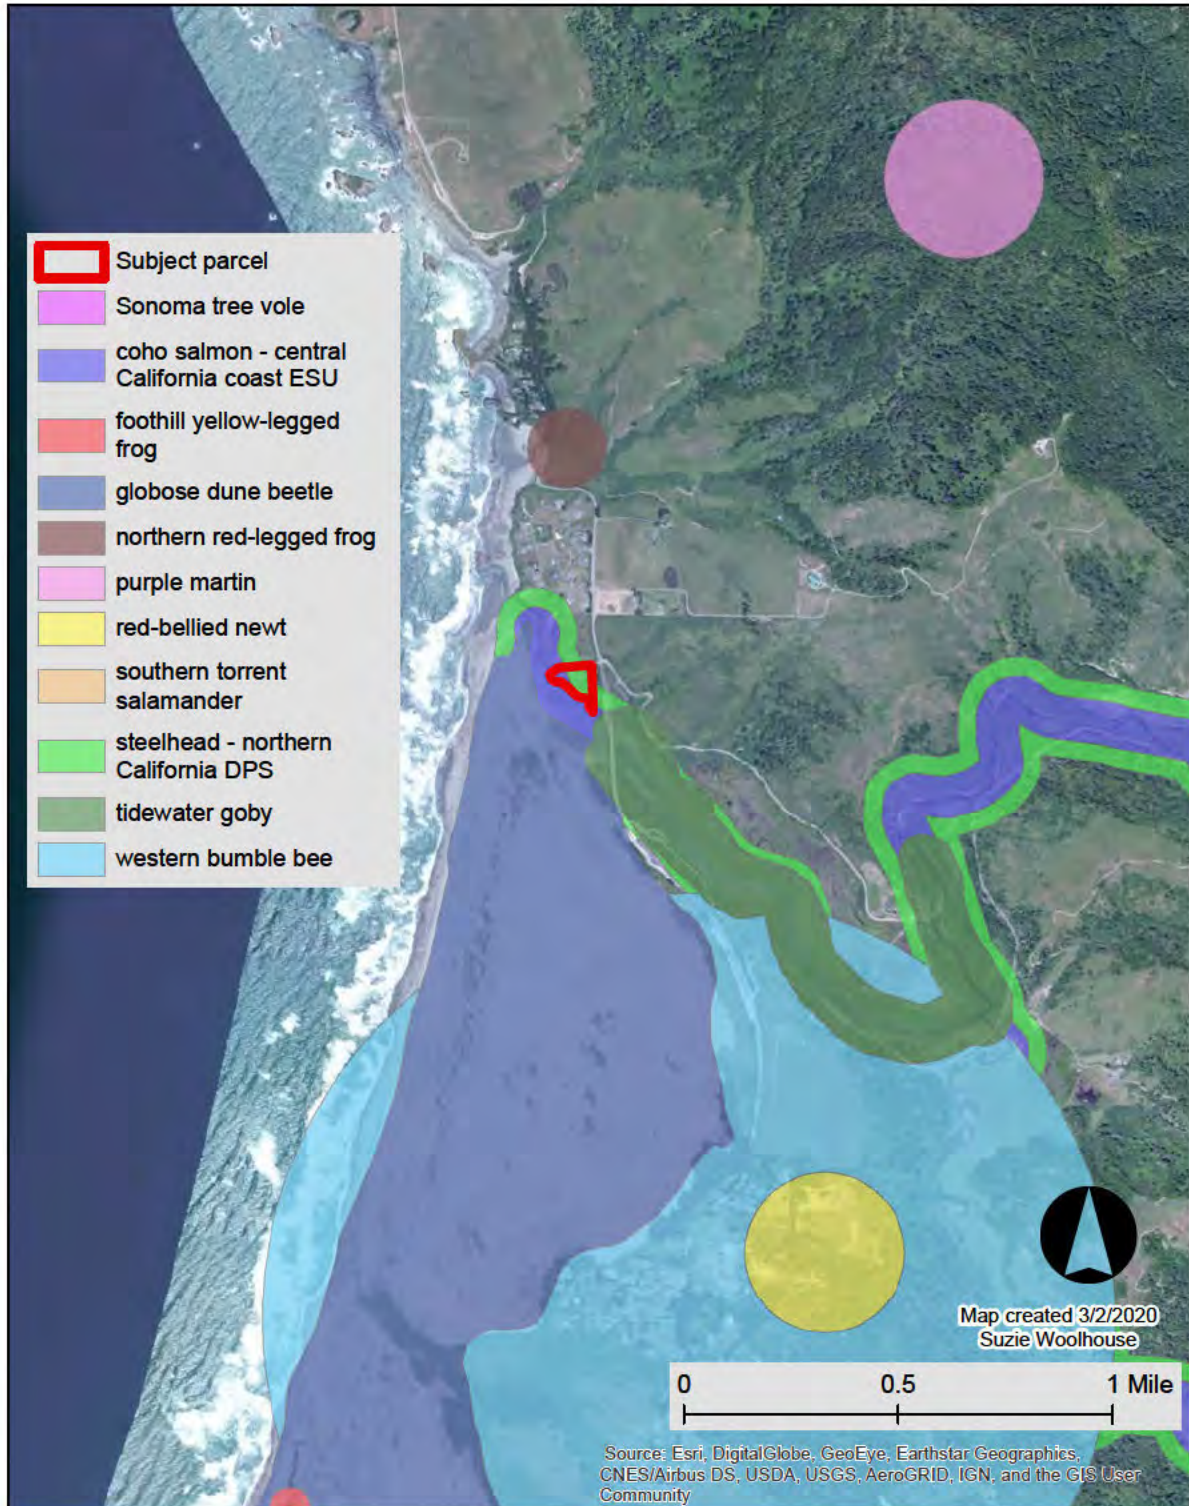 Subject parcel
Sonoma tree vole
coho salmon - central
California coast ESU
foothill yellow-legged
frog
globose dune beetle
northern red-legged frog
purple martin
red-bellied newt
southern torrent
salamander
steelhead - northern
California DPS
tidewater goby
western bumble bee
Map created 3/2/2020
Suzie Woolhouse
0 0.5 1 Mile
Source: Esri, DigitalGlobe, GeoEye, Earthstar Geographics,
CNES/Airbus DS, USDA, USGS, AeroGRID, IGN, and the GIS User
Community